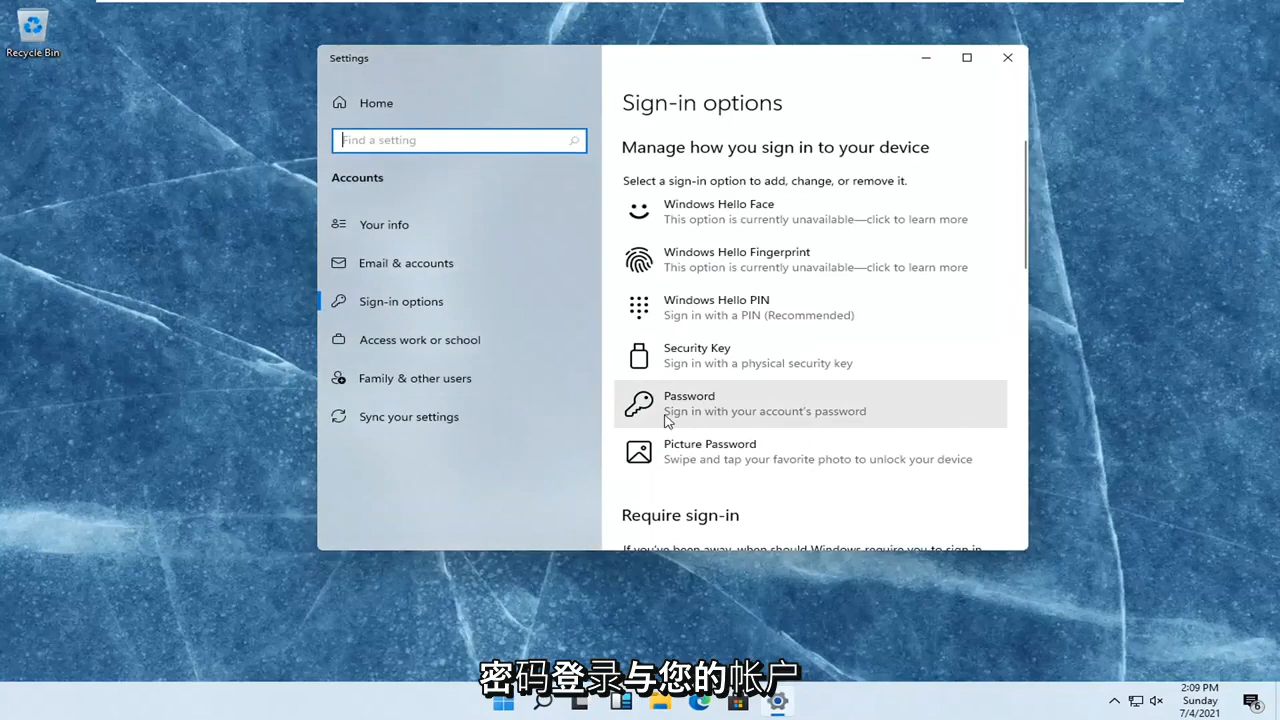 Recycle Bin
Settings
Home
Find a setting
Accounts
Your info
Email & accounts
Sign-in options
Access work or school
Family & other users
Sync your settings
Sign-in options
Manage how you sign in to your device
Select a sign-in option to add, change, or remove it.
Windows Hello Face
This option is currently unavailable—click to learn more
Windows Hello Fingerprint
This option is currently unavailable—click to learn more
Windows Hello PIN
Sign in with a PIN (Recommended)
Security Key
Sign in with a physical security key
Password
Sign in with your account's password
Picture Password
Swipe and tap your favorite photo to unlock your device
Require sign-in
If you've been away, when should Windows require you to sign in
密码登录与您的帐户
2:09 PM
Sunday
7/4/2021
6